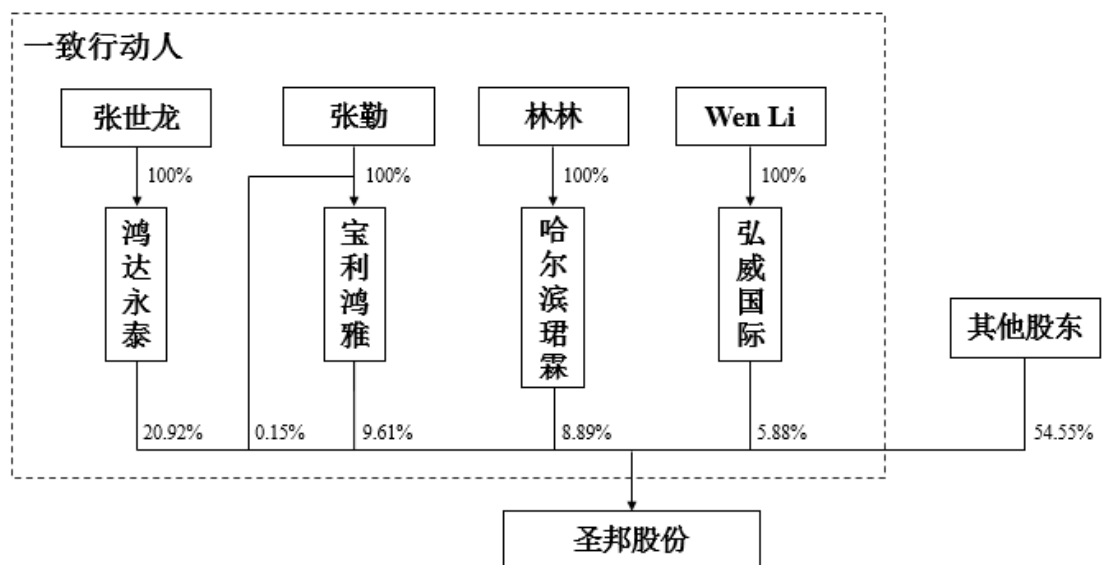 一致行动人
张世龙
张勤
林林
Wen Li
100%
100%
100%
100%
鸿达永泰
宝利鸿雅
哈尔滨珺霖
弘威国际
其他股东
20.92%
0.15%
9.61%
8.89%
5.88%
54.55%
圣邦股份